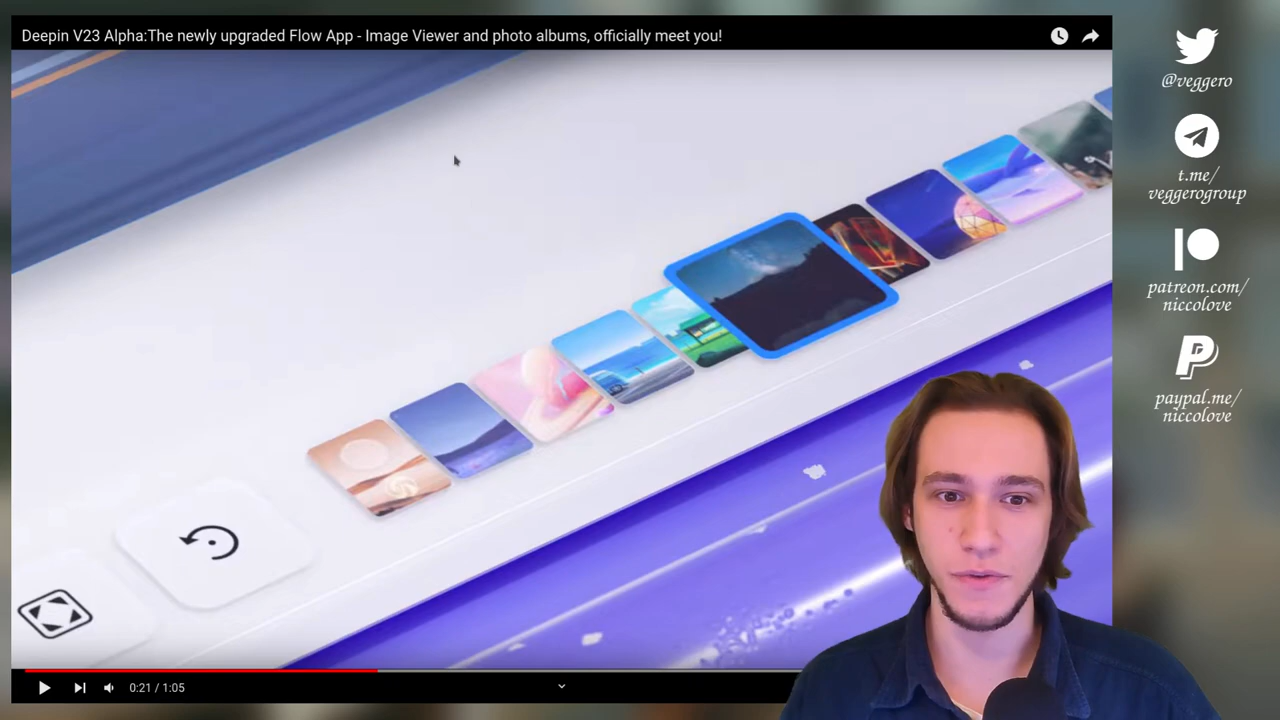 Deepin V23 Alpha:The newly upgraded Flow App - Image Viewer and photo albums, officially meet you!
@veggero
t.me/
veggerogroup
patreon.com/
niccolove
paypal.me/
niccolove
0:21 / 1:05